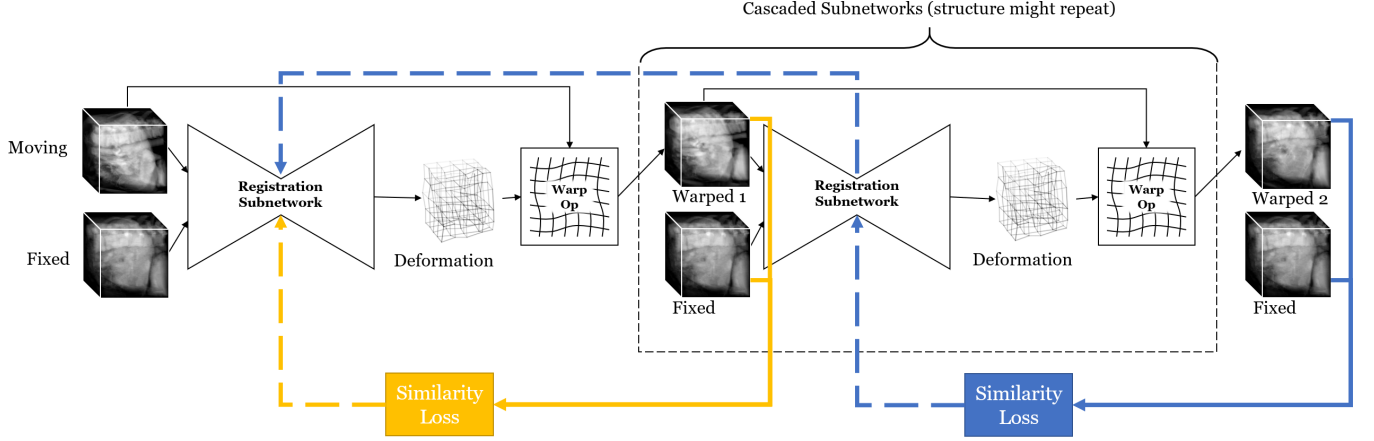 Cascaded Subnetworks (structure might repeat)
Moving
Fixed
Registration
Subnetwork
Deformation
Warp
Op
Warped 1
Fixed
Registration
Subnetwork
Deformation
Warp
Op
Warped 2
Fixed
Similarity
Loss
Similarity
Loss